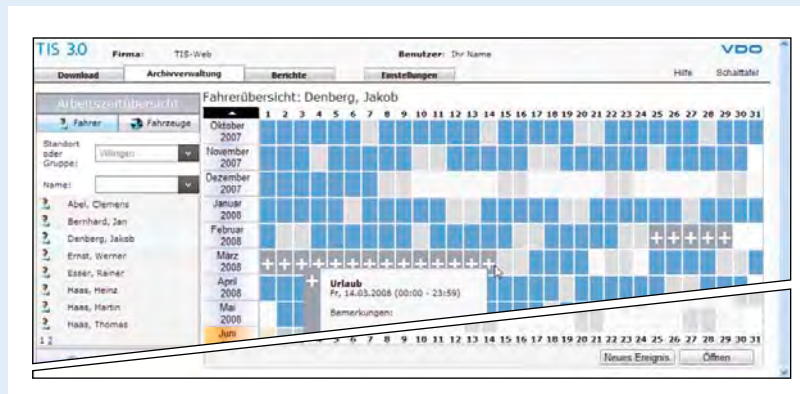 TIS 3.0 Firma: TIS-Web Benutzer: Ihr Name VDO
Download Archivverwaltung Berichte Einstellungen Hilfe Schalttafel
Arbeitszeitübersicht
Fahrer Fahrzeuge
Standort
oder
Gruppe:
Villingen
Name:
Abel, Clemens
Bernhard, Jan
Denberg, Jakob
Ernst, Werner
Esser, Rainer
Haas, Heinz
Haas, Martin
Haas, Thomas
1 2
Fahrerübersicht: Denberg, Jakob
1 2 3 4 5 6 7 8 9 10 11 12 13 14 15 16 17 18 19 20 21 22 23 24 25 26 27 28 29 30 31
Oktober
2007
November
2007
Dezember
2007
Januar
2008
Februar
2008
März
2008
April
2008
Mai
2008
Juni
Urlaub
Fr, 14.03.2008 (00:00 - 23:59)
Bemerkungen:
7 8 9 10 11 12 13 14 15 16 17 18 19 20 21 22 23 24 25 26 27 28 29 30 31
Neues Ereignis Öffnen